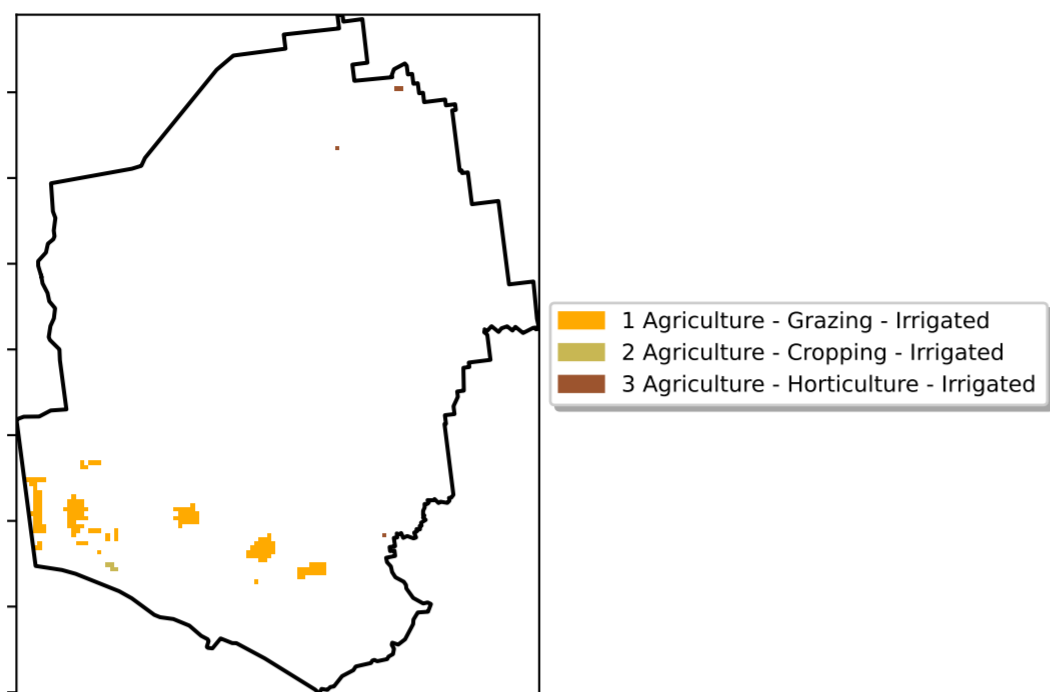 1 Agriculture - Grazing - Irrigated
2 Agriculture - Cropping - Irrigated
3 Agriculture - Horticulture - Irrigated